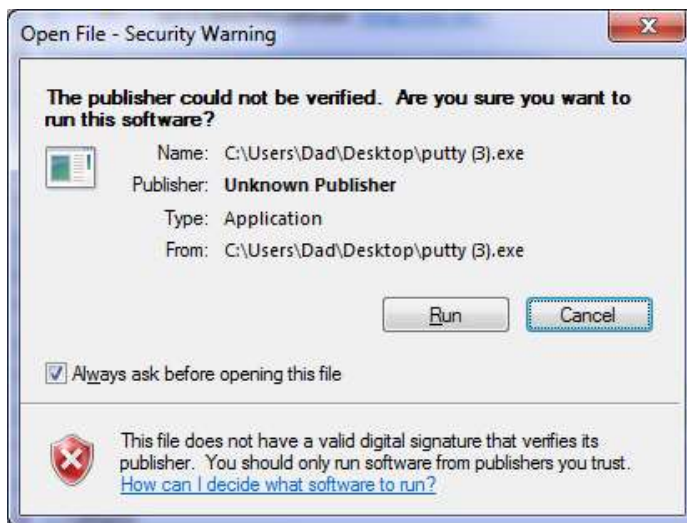 Open File - Security Warning
The publisher could not be verified.  Are you sure you want to
run this software?
Name: C:\Users\Dad\Desktop\putty (3).exe
Publisher: Unknown Publisher
Type: Application
From: C:\Users\Dad\Desktop\putty (3).exe
Run Cancel
Always ask before opening this file
This file does not have a valid digital signature that verifies its
publisher.  You should only run software from publishers you trust.
How can I decide what software to run?